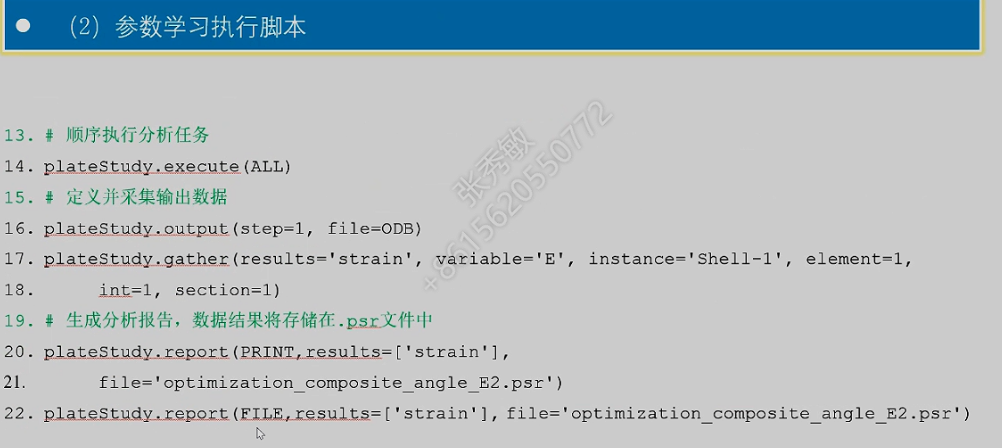 ● (2) 参数学习执行脚本
13. # 顺序执行分析任务
14. plateStudy.execute(ALL)
15. # 定义并采集输出数据
16. plateStudy.output(step=1, file=ODB)
17. plateStudy.gather(results='strain', variable='E', instance='Shell-1', element=1,
18. int=1, section=1)
19. # 生成分析报告，数据结果将存储在.psr文件中
20. plateStudy.report(PRINT,results=['strain'],
21. file='optimization_composite_angle_E2.psr')
22. plateStudy.report(FILE,results=['strain'],file='optimization_composite_angle_E2.psr')
张秀敏
+8615620550772